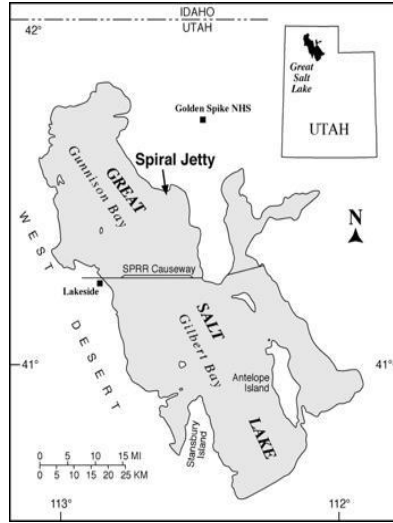 IDAHO
42°
UTAH
Great
Salt
Lake
UTAH
Golden Spike NHS
Spiral Jetty
GREAT
Gunnison Bay
N
WEST
SPRR Causeway
Lakeside
SALT
Gilbert Bay
DESERT
41°
41°
Antelope
Island
Stansbury
Island
LAKE
0 5 10 15 MI
0 5 10 15 20 25 KM
113°
112°